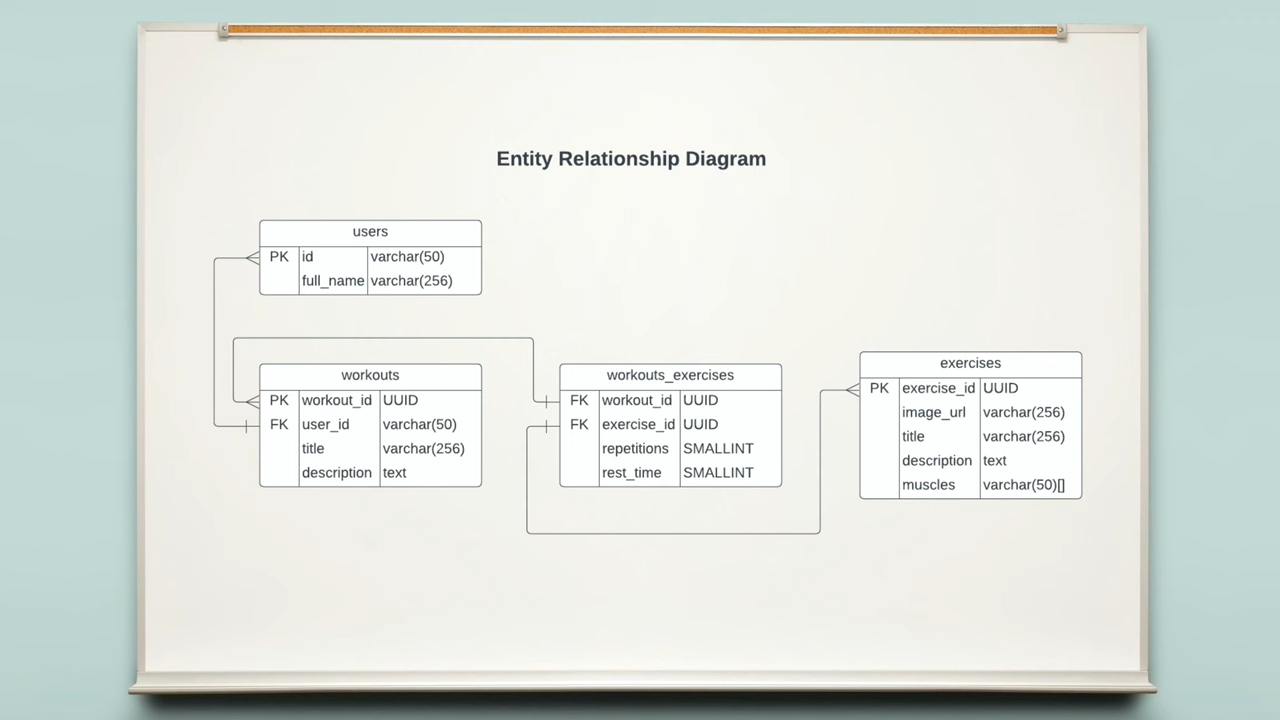 Entity Relationship Diagram
users
PK id varchar(50)
full_name varchar(256)
workouts
PK workout_id UUID
FK user_id varchar(50)
title varchar(256)
description text
workouts_exercises
FK workout_id UUID
FK exercise_id UUID
repetitions SMALLINT
rest_time SMALLINT
exercises
PK exercise_id UUID
image_url varchar(256)
title varchar(256)
description text
muscles varchar(50)[]